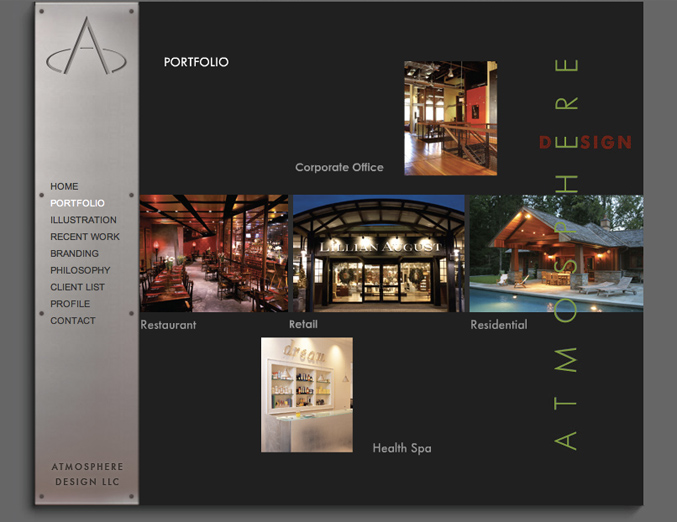 PORTFOLIO
Corporate Office
DESIGN
ATMOSPHERE
HOME
PORTFOLIO
ILLUSTRATION
RECENT WORK
BRANDING
PHILOSOPHY
CLIENT LIST
PROFILE
CONTACT
LILLIAN AUGUST
Restaurant
Retail
Residential
dream
Health Spa
ATMOSPHERE
DESIGN LLC